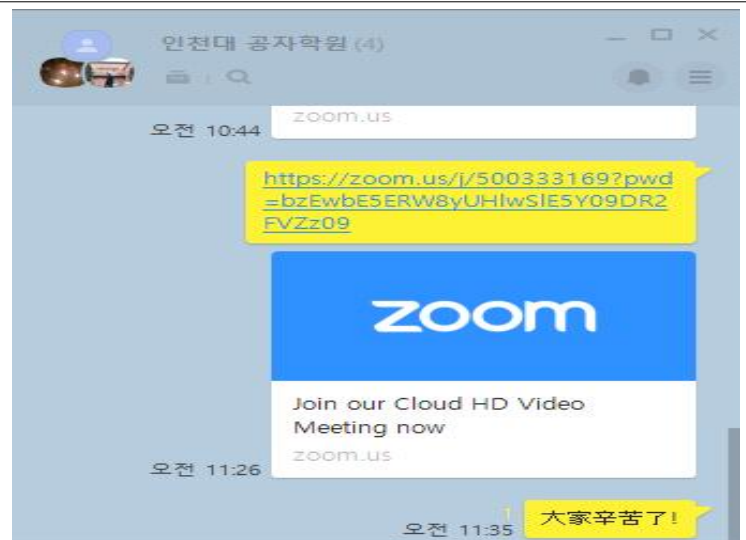 인천대 공자학원 (4)
zoom.us
오전 10:44
https://zoom.us/j/500333169?pwd
=bzEwbE5ERW8yUHlwSlE5Y09DR2
FVZz09
zoom
Join our Cloud HD Video
Meeting now
zoom.us
오전 11:26
1
오전 11:35
大家辛苦了!